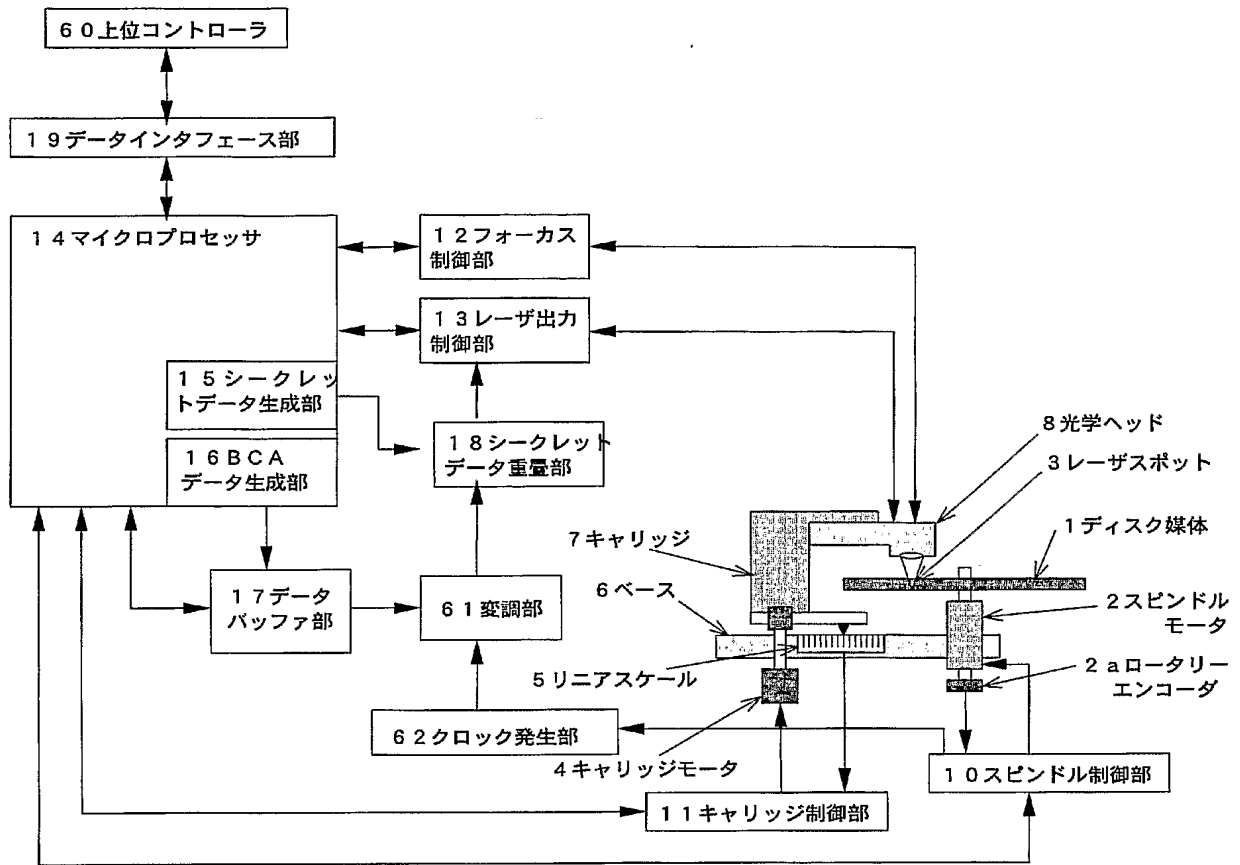 ６０上位コントローラ
１９データインタフェース部
１４マイクロプロセッサ
１２フォーカス
制御部
１３レーザ出力
制御部
１５シークレッ
トデータ生成部
１８シークレット
データ重畳部
１６ＢＣＡ
データ生成部
８光学ヘッド
３レーザスポット
１ディスク媒体
７キャリッジ
６ベース
２スピンドル
モータ
１７データ
バッファ部
６１変調部
５リニアスケール
２ａロータリー
エンコーダ
６２クロック発生部
４キャリッジモータ
１０スピンドル制御部
１１キャリッジ制御部